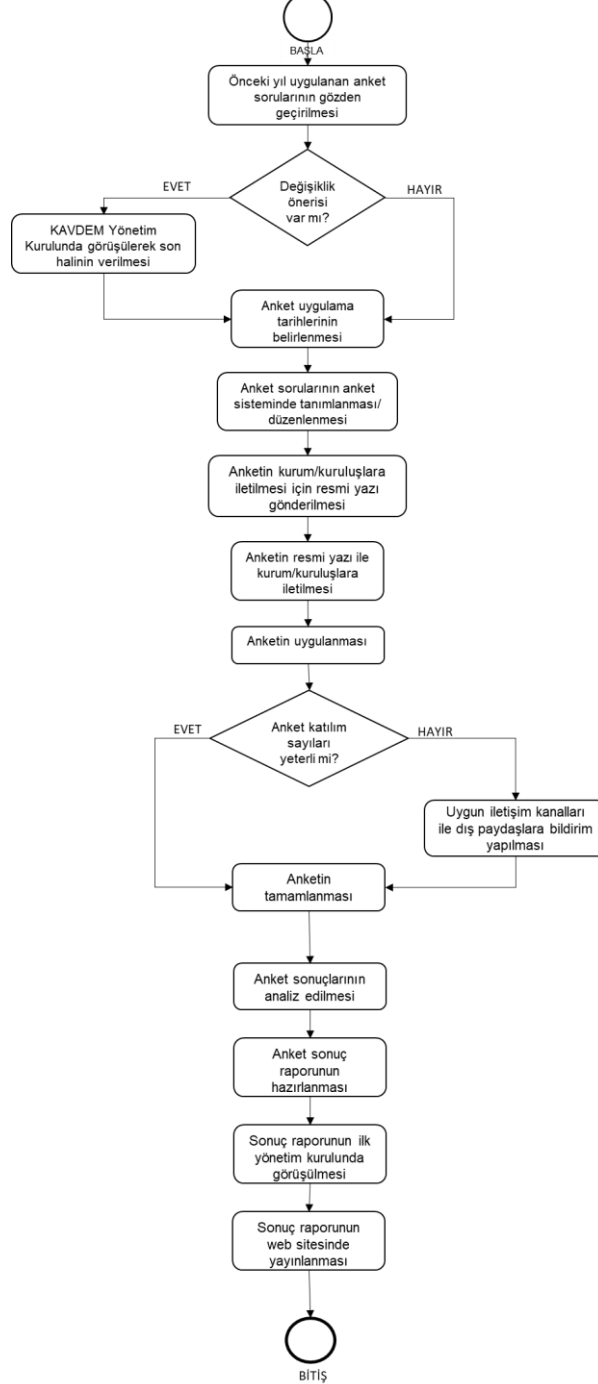 BAŞLA
Önceki yıl uygulanan anket
sorularının gözden
geçirilmesi
EVET
Değişiklik
önerisi
var mı?
HAYIR
KAVDEM Yönetim
Kurulunda görüşülerek son
halinin verilmesi
Anket uygulama
tarihlerinin
belirlenmesi
Anket sorularının anket
sisteminde tanımlanması/
düzenlenmesi
Anketin kurum/kuruluşlara
iletilmesi için resmi yazı
gönderilmesi
Anketin resmi yazı ile
kurum/kuruluşlara
iletilmesi
Anketin uygulanması
EVET
Anket katılım
sayıları
yeterli mi?
HAYIR
Uygun iletişim kanalları
ile dış paydaşlara bildirim
yapılması
Anketin
tamamlanması
Anket sonuçlarının
analiz edilmesi
Anket sonuç
raporunun
hazırlanması
Sonuç raporunun ilk
yönetim kurulunda
görüşülmesi
Sonuç raporunun
web sitesinde
yayınlanması
BİTİŞ